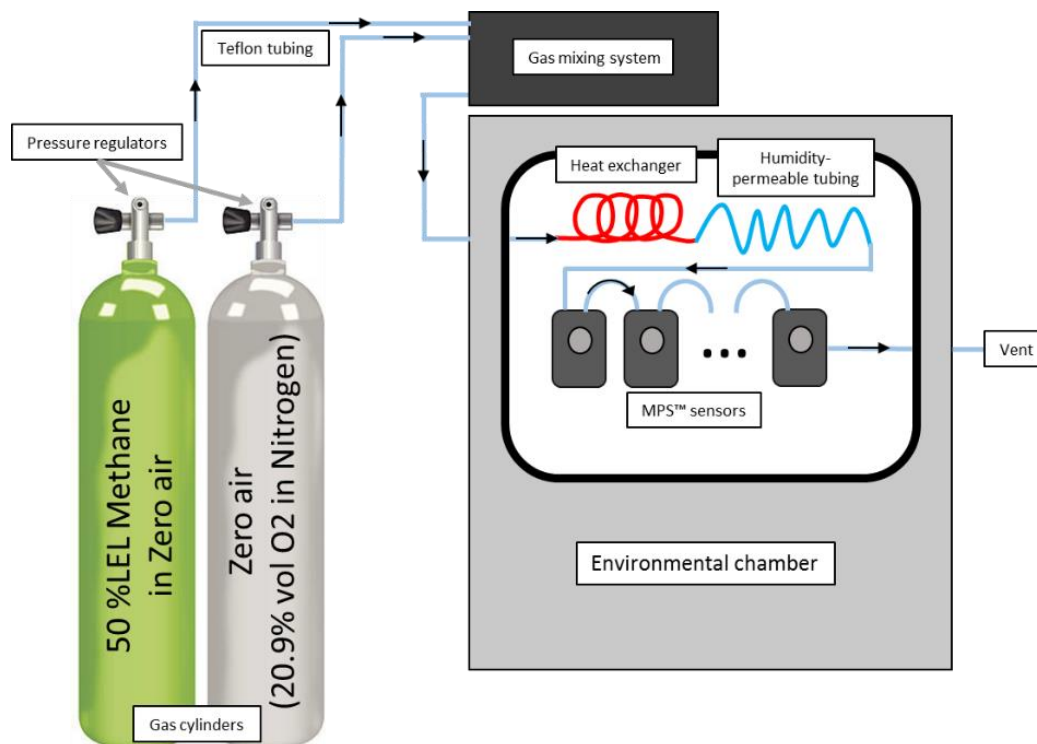 Teflon tubing
Gas mixing system
Pressure regulators
Heat exchanger
Humidity-
permeable tubing
50 %LEL Methane
in Zero air
Zero air
(20.9% vol O2 in Nitrogen)
MPS™ sensors
Vent
Environmental chamber
Gas cylinders